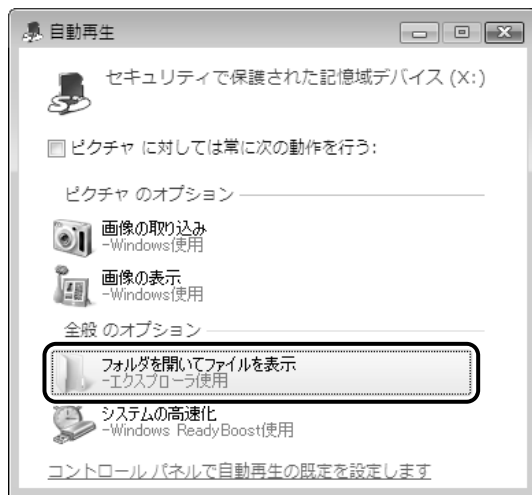 自動再生
セキュリティで保護された記憶域デバイス (X:)
ピクチャ に対しては常に次の動作を行う:
ピクチャ のオプション
画像の取り込み
-Windows使用
画像の表示
-Windows使用
全般 のオプション
フォルダを開いてファイルを表示
-エクスプローラ使用
システムの高速化
-Windows ReadyBoost使用
コントロール パネルで自動再生の既定を設定します